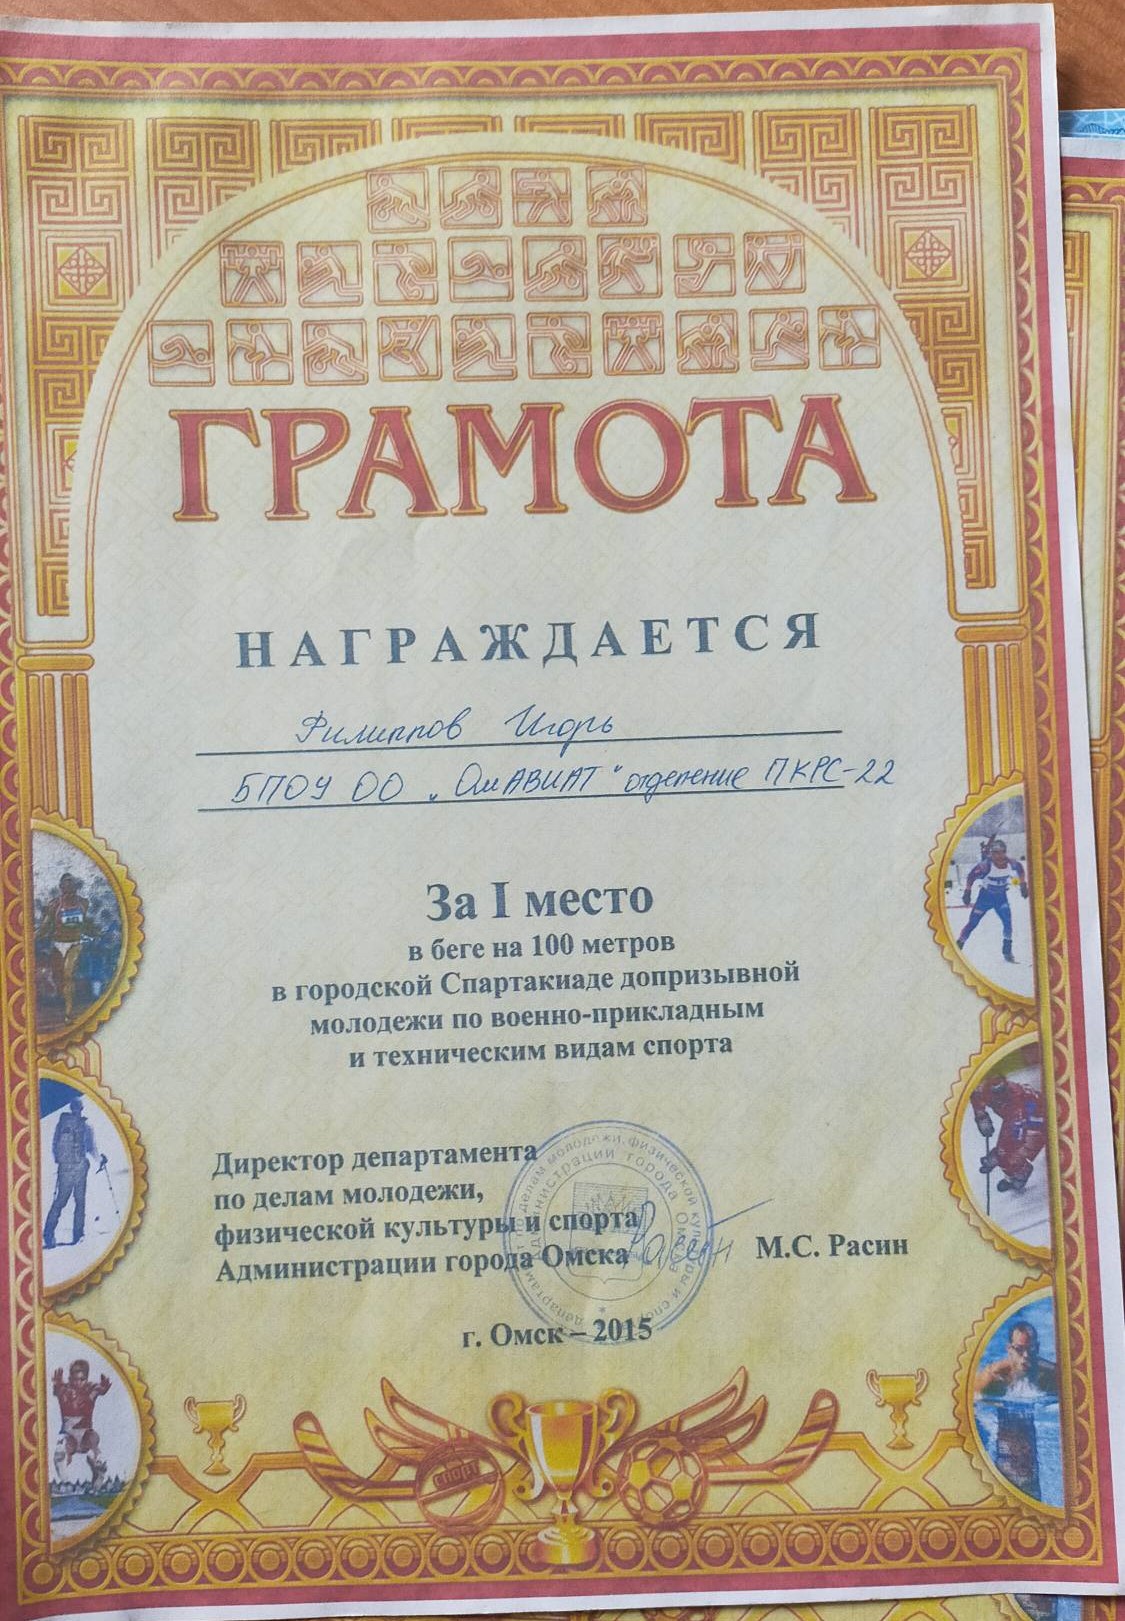 ГРАМОТА
НАГРАЖДАЕТСЯ
Филиппов Игорь
БПОУ ОО „ОмАВИАТ" отделение ПКРС-22
За I место
в беге на 100 метров
в городской Спартакиаде допризывной
молодежи по военно-прикладным
и техническим видам спорта
Директор департамента
по делам молодежи,
физической культуры и спорта
Администрации города Омска
М.С. Расин
г. Омск – 2015
спорт